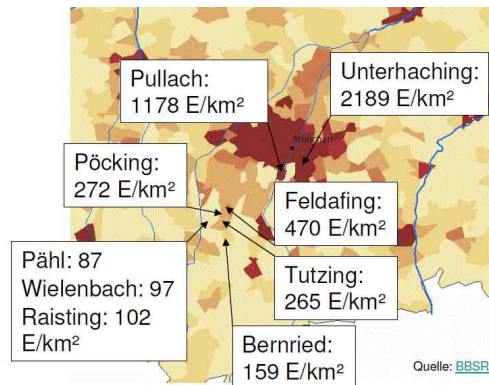 Pullach:
1178 E/km²
Unterhaching:
2189 E/km²
München
Pöcking:
272 E/km²
Feldafing:
470 E/km²
Pähl: 87
Wielenbach: 97
Raisting: 102
E/km²
Tutzing:
265 E/km²
Bernried:
159 E/km²
Quelle: BBSR